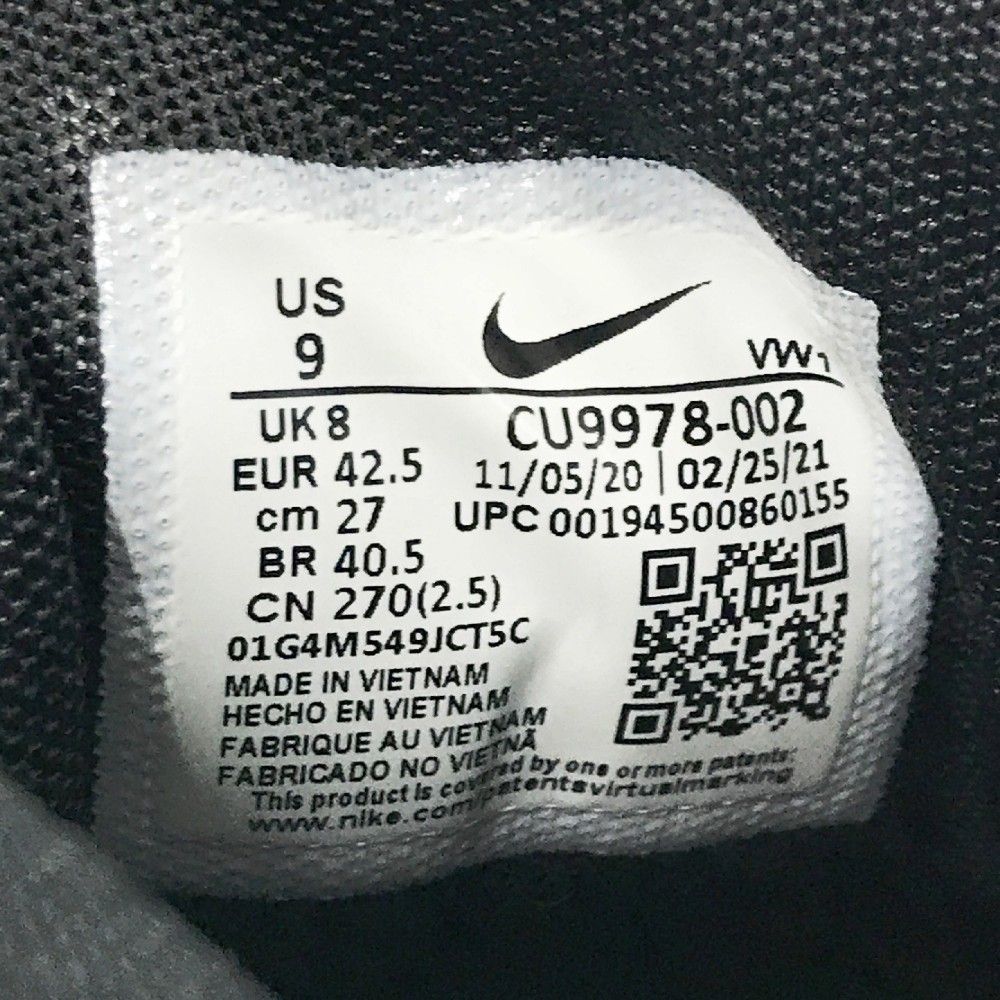 US
9
VW1
UK 8
CU9978-002
EUR 42.5
11/05/20 | 02/25/21
cm 27
UPC 00194500860155
BR 40.5
CN 270(2.5)
01G4M549JCT5C
MADE IN VIETNAM
HECHO EN VIETNAM
FABRIQUE AU VIETNAM
FABRICADO NO VIETNÃ
This product is covered by one or more patents:
www.nike.com/patentsvirtualmarking